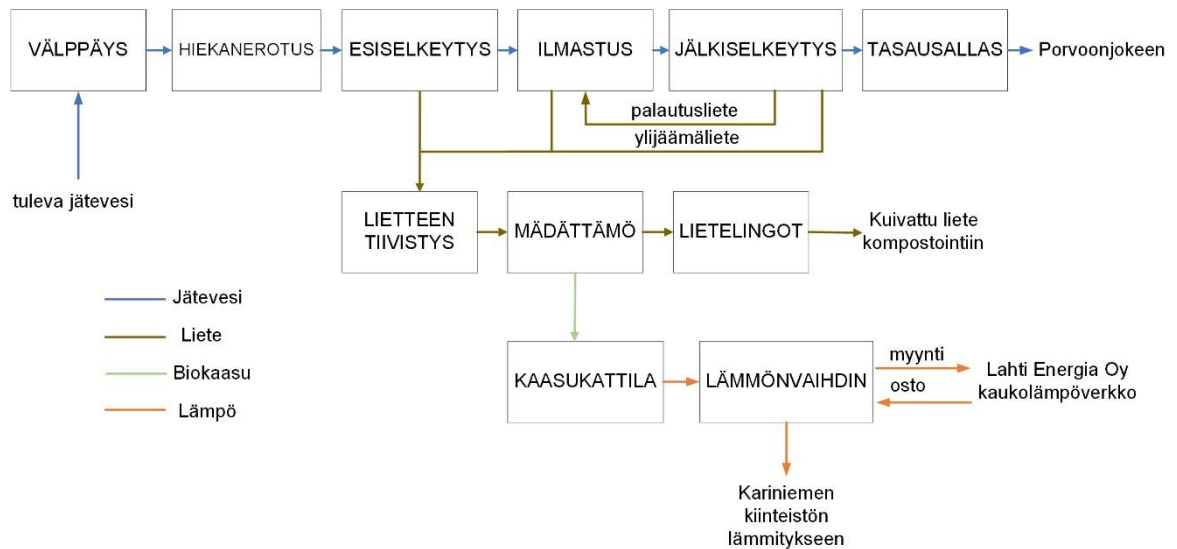 VÄLPPÄYS
HIEKANEROTUS
ESISELKEYTYS
ILMASTUS
JÄLKISELKEYTYS
TASAUSALLAS
Porvoonjokeen
palautusliete
ylijäämäliete
tuleva jätevesi
LIETTEEN
TIIVISTYS
MÄDÄTTÄMÖ
LIETELINGOT
Kuivattu liete
kompostointiin
Jätevesi
Liete
Biokaasu
Lämpö
KAASUKATTILA
LÄMMÖNVAIHDIN
myynti
osto
Lahti Energia Oy
kaukolämpöverkko
Kariniemen
kiinteistön
lämmitykseen